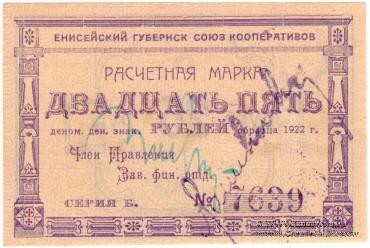 ЕНИСЕЙСКИЙ ГУБЕРНСК СОЮЗ КООПЕРАТИВОВ
РАСЧЕТНАЯ МАРКА
ДВАДЦАТЬ ПЯТЬ
деном. ден. знак. РУБЛЕЙ образца 1922 г.
Член Правления
Зав. фин. отд.
СЕРИЯ Б. № 7639